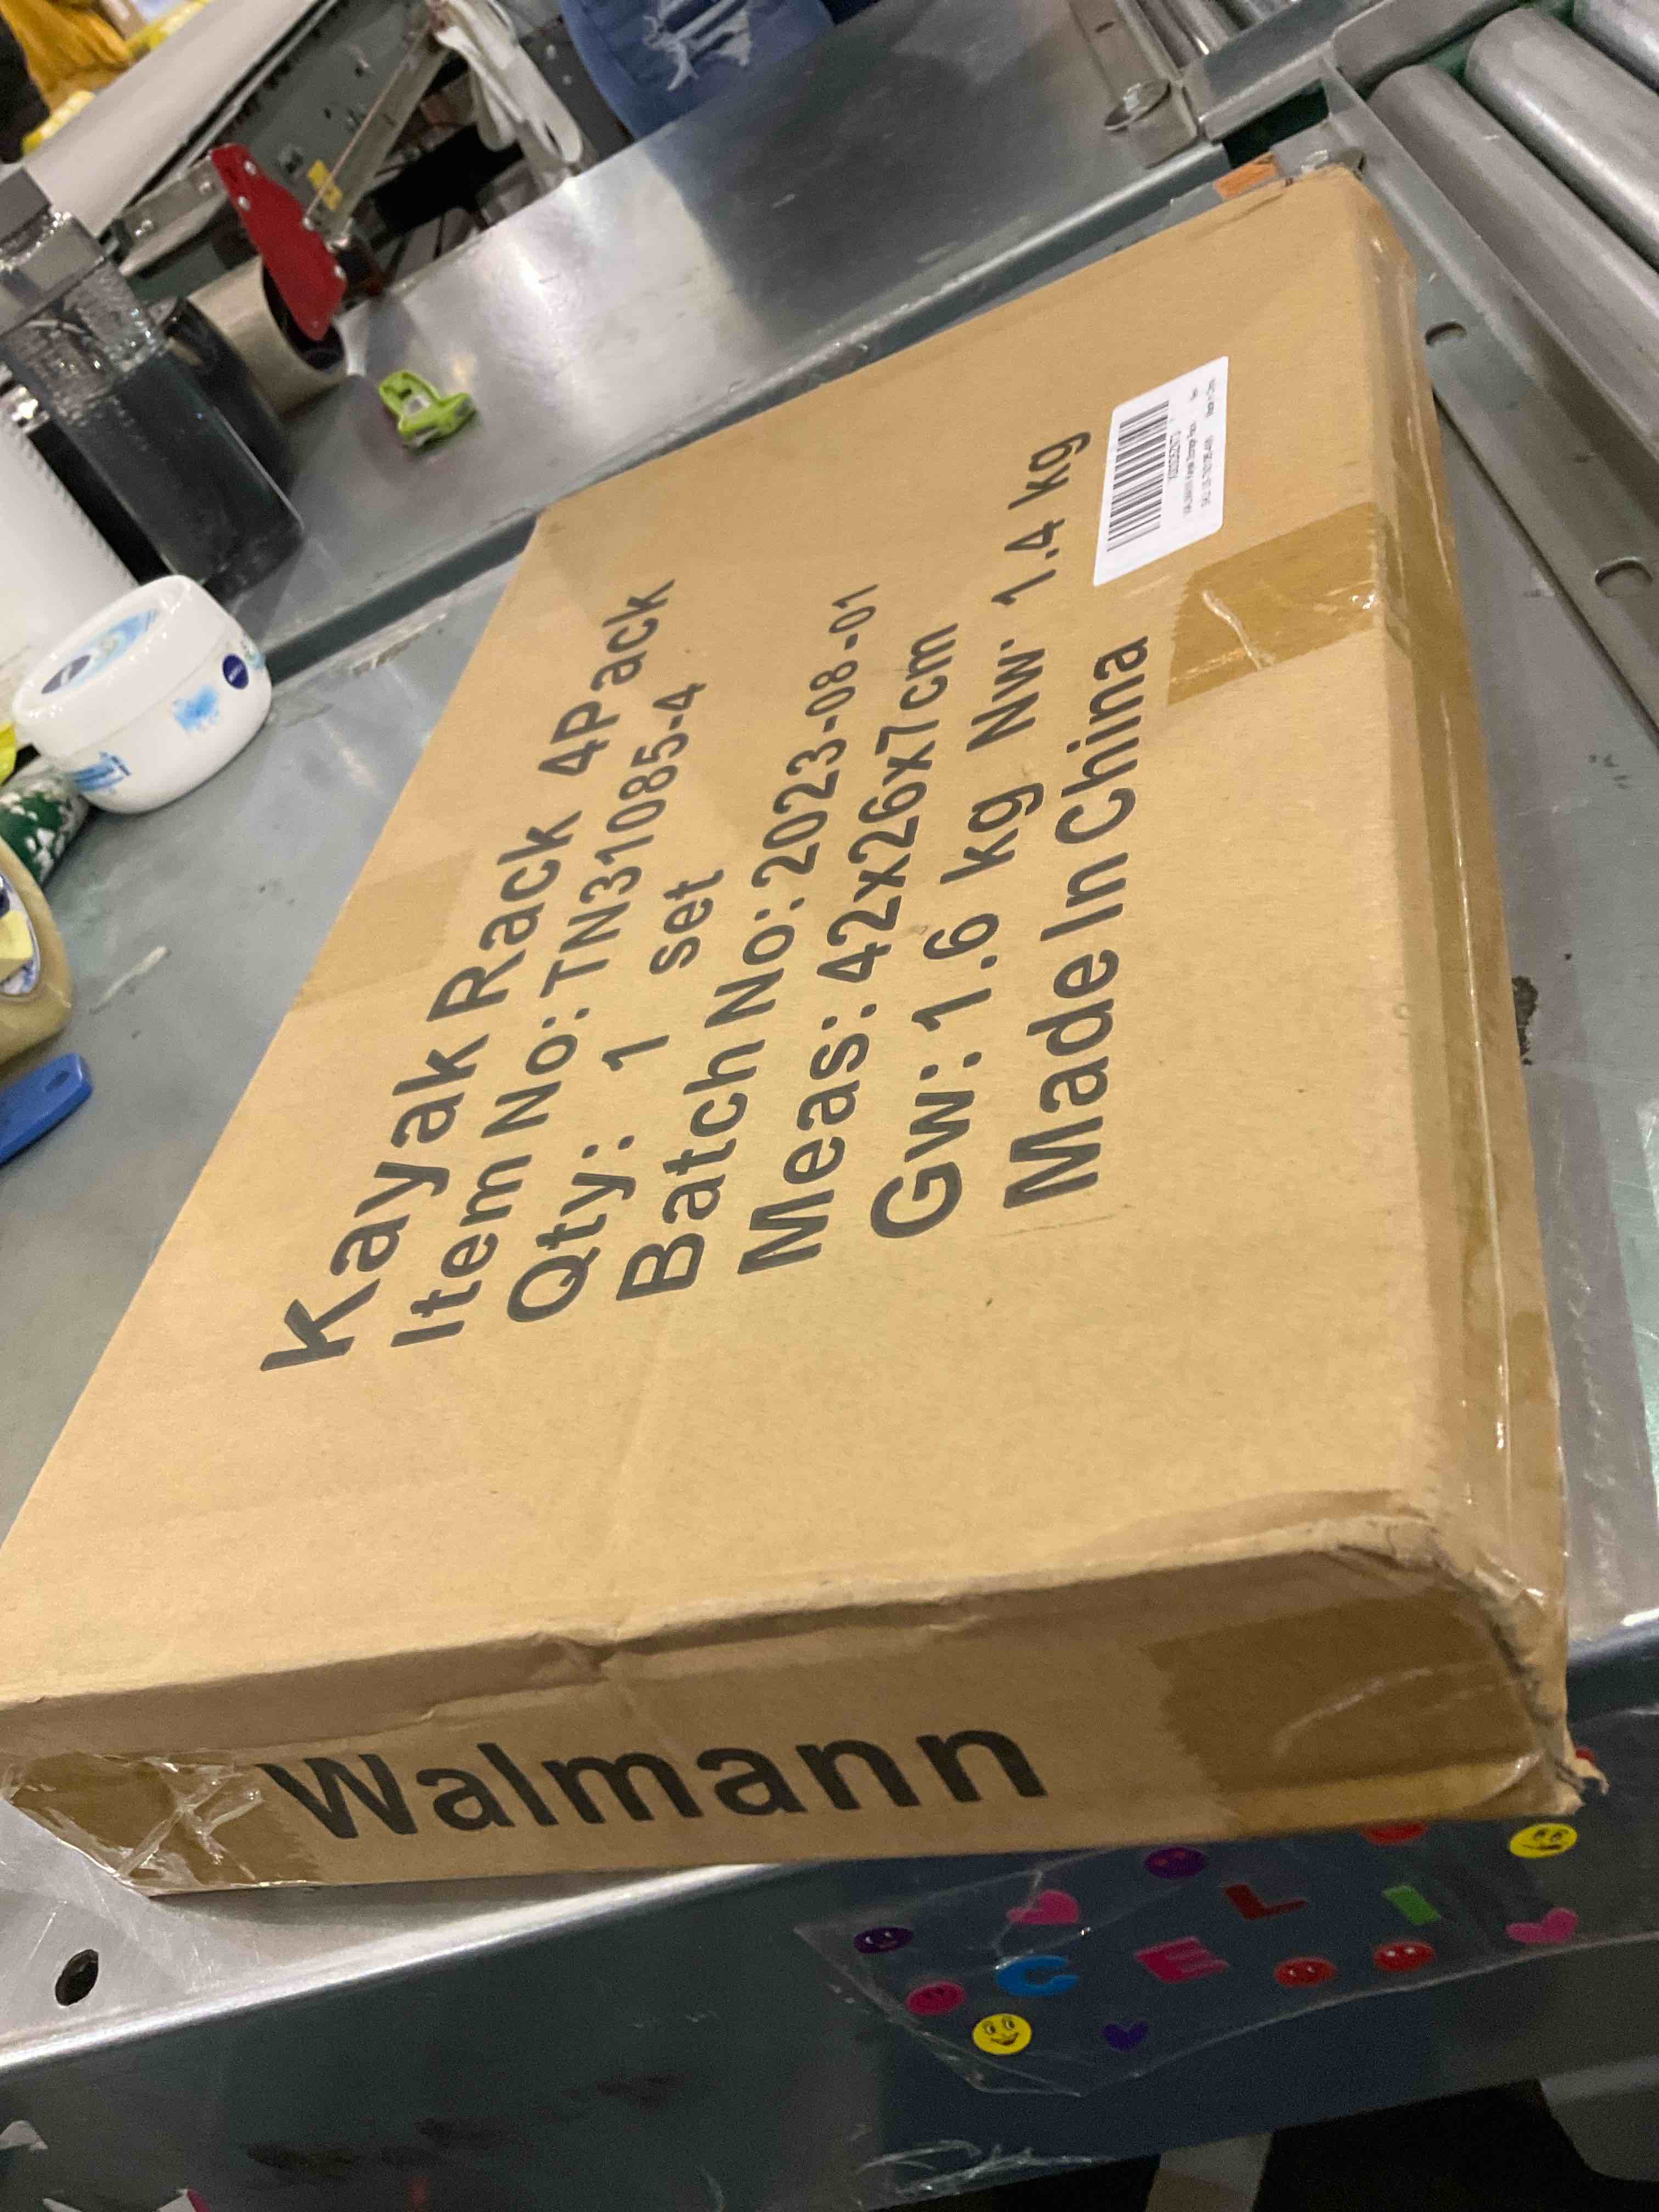 Kayak Rack 4Pack
Item No: TN31085-4
Qty: 1 set
Batch No: 2023-08-01
Meas: 42x26x7cm
Gw: 1.6 kg Nw: 1.4 kg
Made In China
Walmann
L I
C E